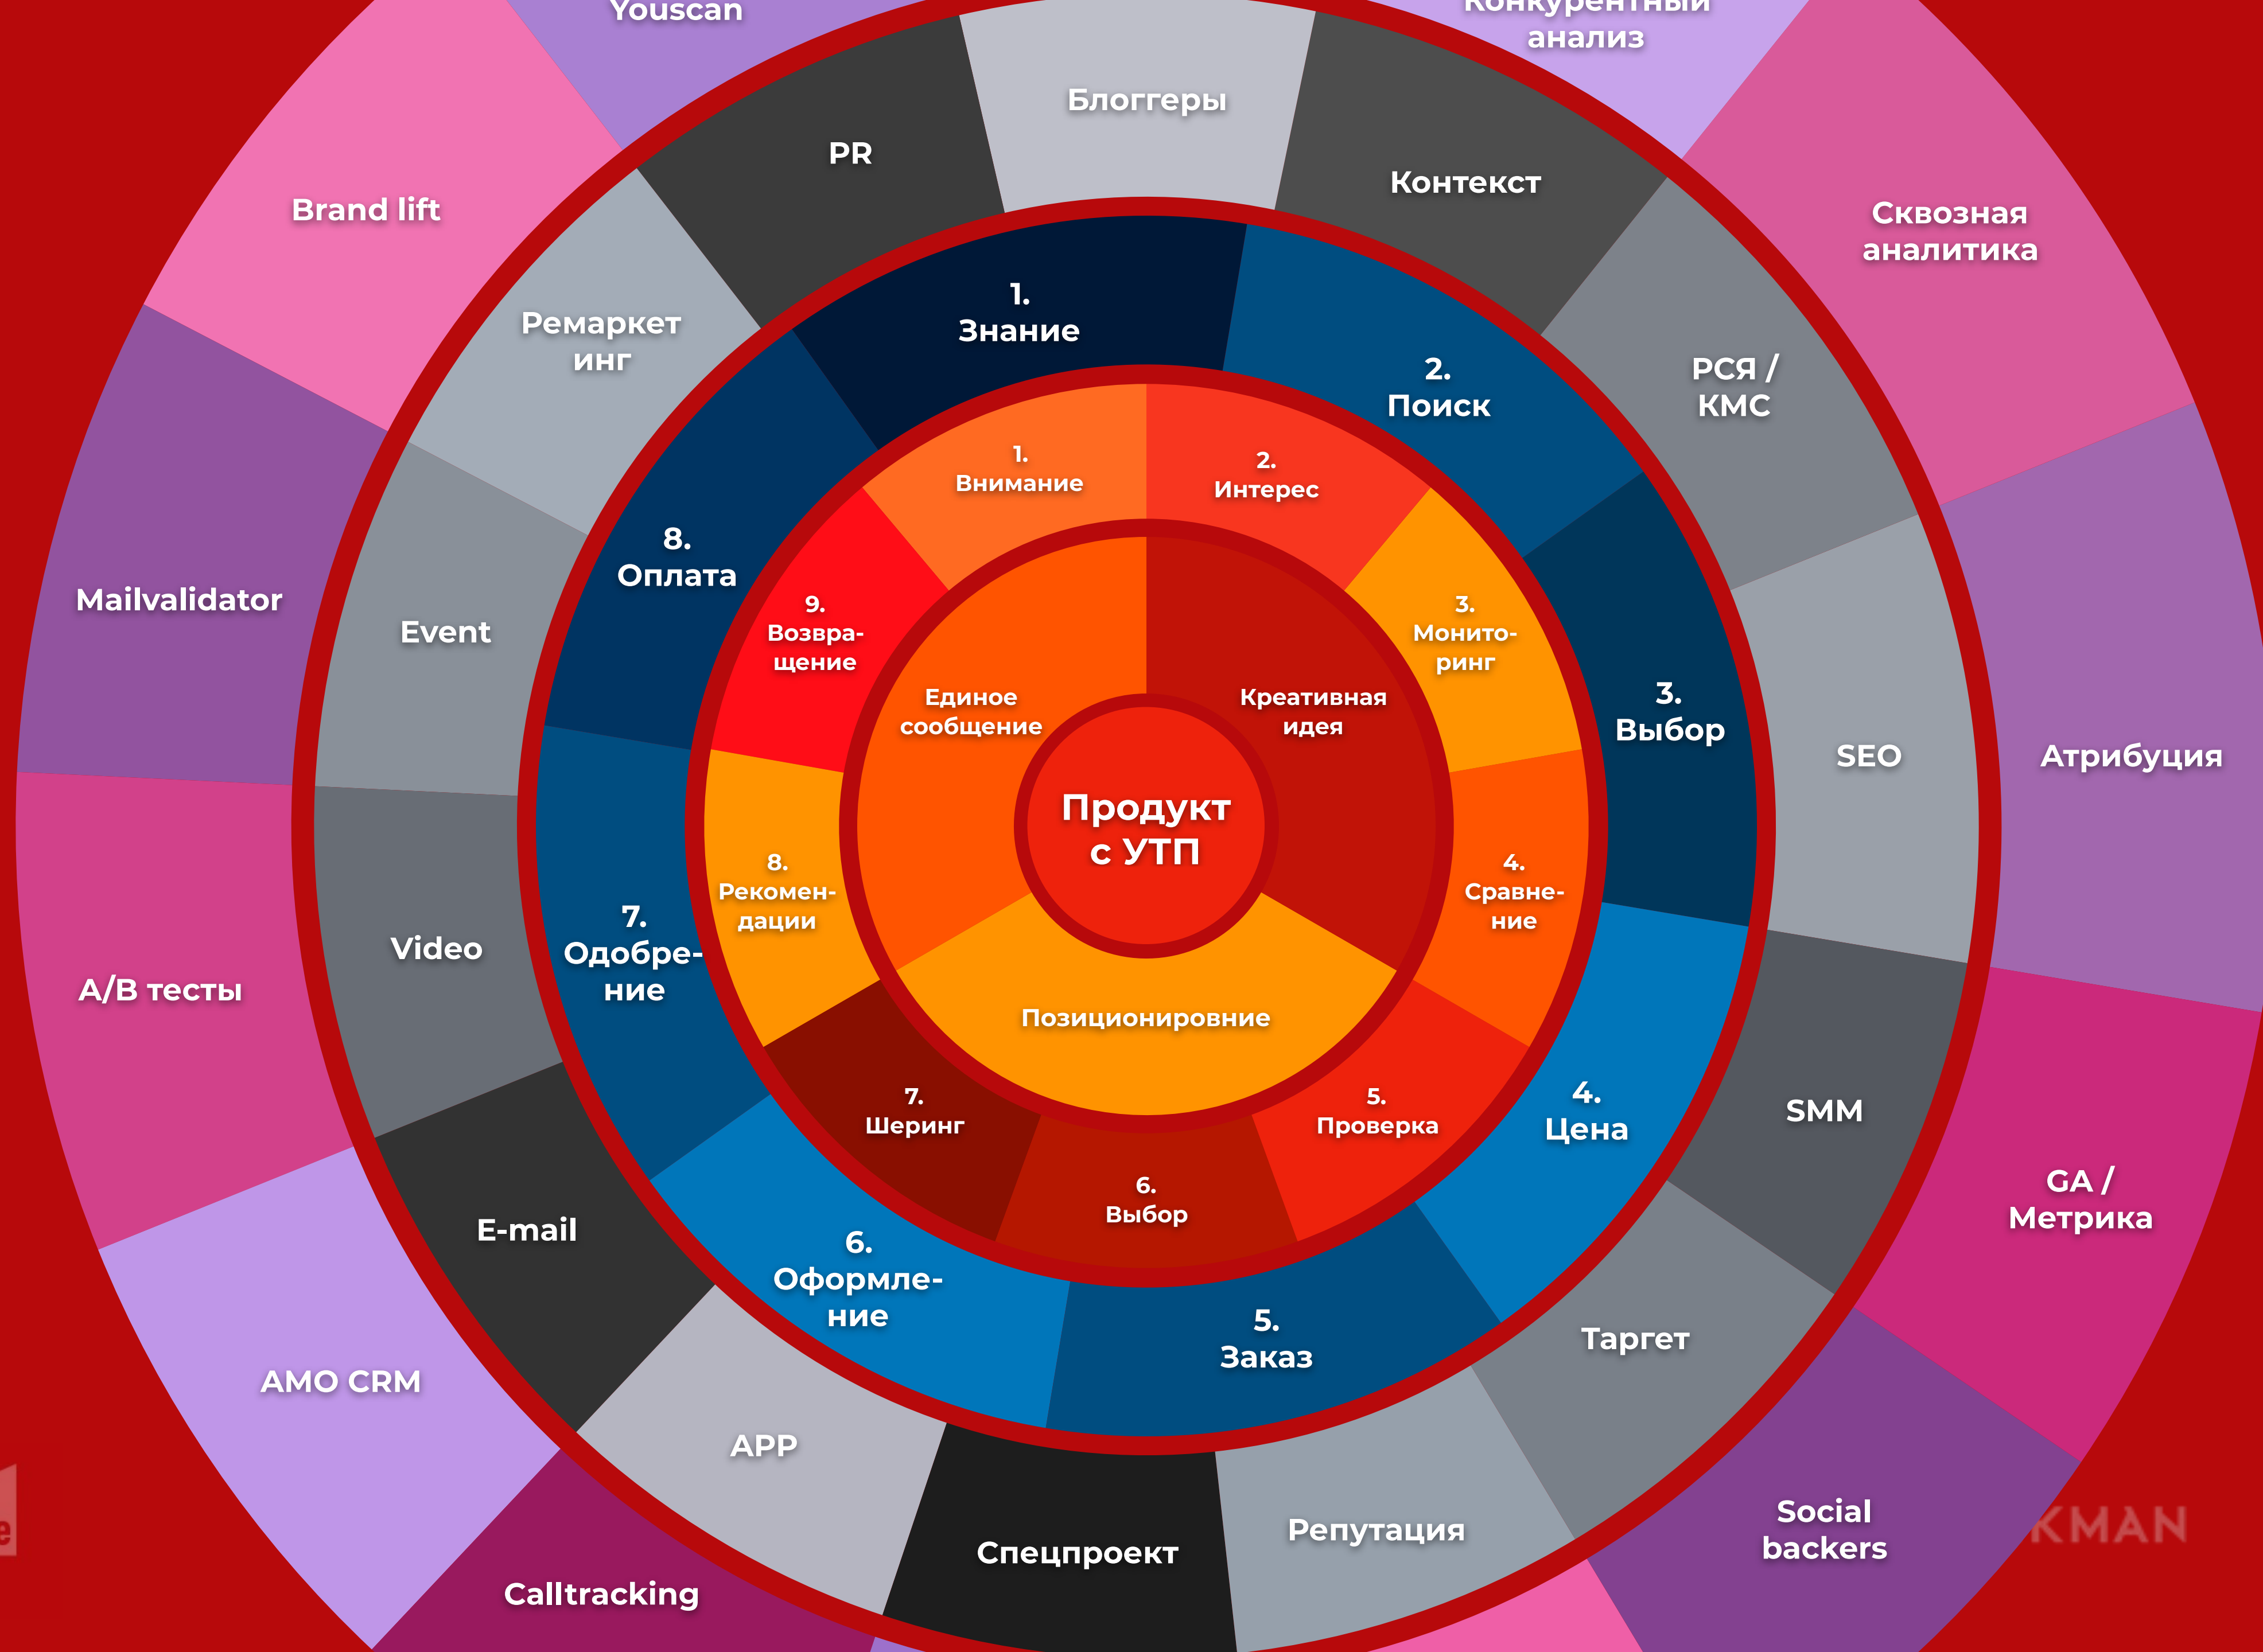 Youscan
Конкурентный
анализ
Блоггеры
PR
Контекст
Brand lift
Сквозная
аналитика
Ремаркет
инг
1.
Знание
2.
Поиск
РСЯ /
КМС
1.
Внимание
2.
Интерес
8.
Оплата
Mailvalidator
Event
9.
Возвра-
щение
3.
Монито-
ринг
Единое
сообщение
Креативная
идея
3.
Выбор
SEO
Атрибуция
Продукт
с УТП
8.
Рекомен-
дации
4.
Сравне-
ние
7.
Одобре-
ние
Video
A/B тесты
Позиционировние
7.
Шеринг
5.
Проверка
4.
Цена
SMM
6.
Выбор
GA /
Метрика
E-mail
6.
Оформле-
ние
5.
Заказ
Таргет
AMO CRM
APP
Репутация
Спецпроект
Social
backers
KMAN
Calltracking